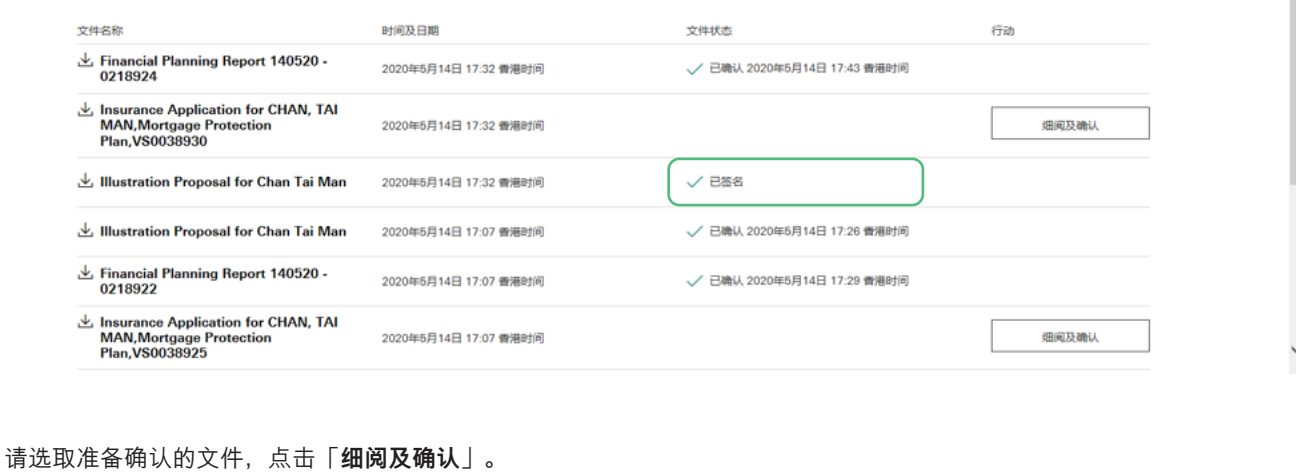 文件名称 时间及日期 文件状态 行动
Financial Planning Report 140520 -
0218924
2020年5月14日 17:32 香港时间 已确认 2020年5月14日 17:43 香港时间
Insurance Application for CHAN, TAI
MAN,Mortgage Protection
Plan,VS0038930
2020年5月14日 17:32 香港时间 细阅及确认
Illustration Proposal for Chan Tai Man 2020年5月14日 17:32 香港时间 已签名
Illustration Proposal for Chan Tai Man 2020年5月14日 17:07 香港时间 已确认 2020年5月14日 17:26 香港时间
Financial Planning Report 140520 -
0218922
2020年5月14日 17:07 香港时间 已确认 2020年5月14日 17:29 香港时间
Insurance Application for CHAN, TAI
MAN,Mortgage Protection
Plan,VS0038925
2020年5月14日 17:07 香港时间 细阅及确认
请选取准备确认的文件，点击「细阅及确认」。